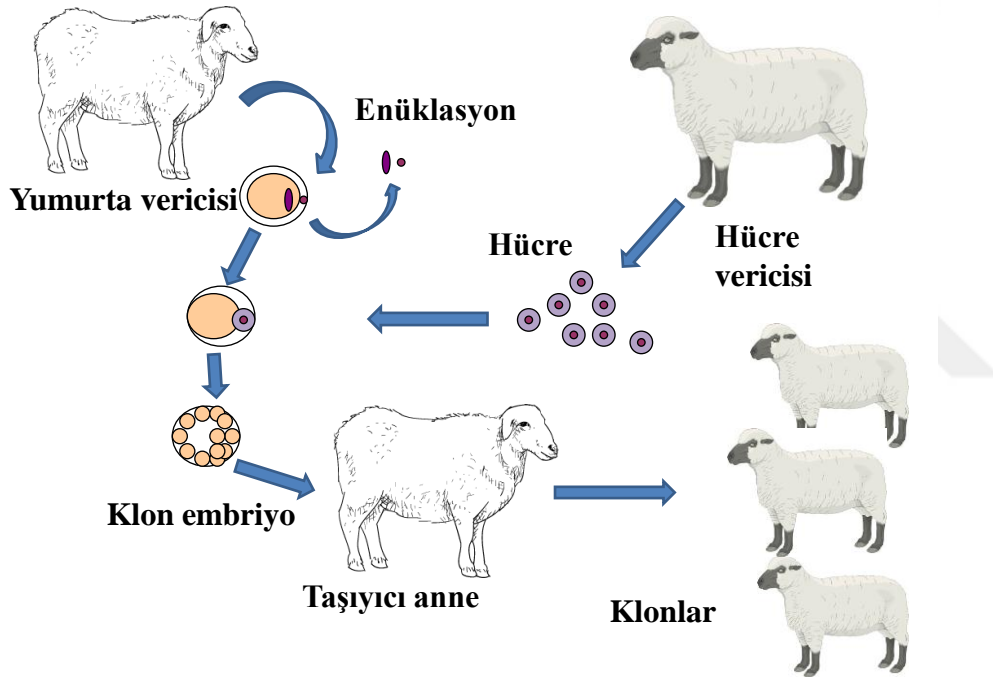 Enüklasyon
Yumurta vericisi
Hücre
Hücre
vericisi
Klon embriyo
Taşıyıcı anne
Klonlar